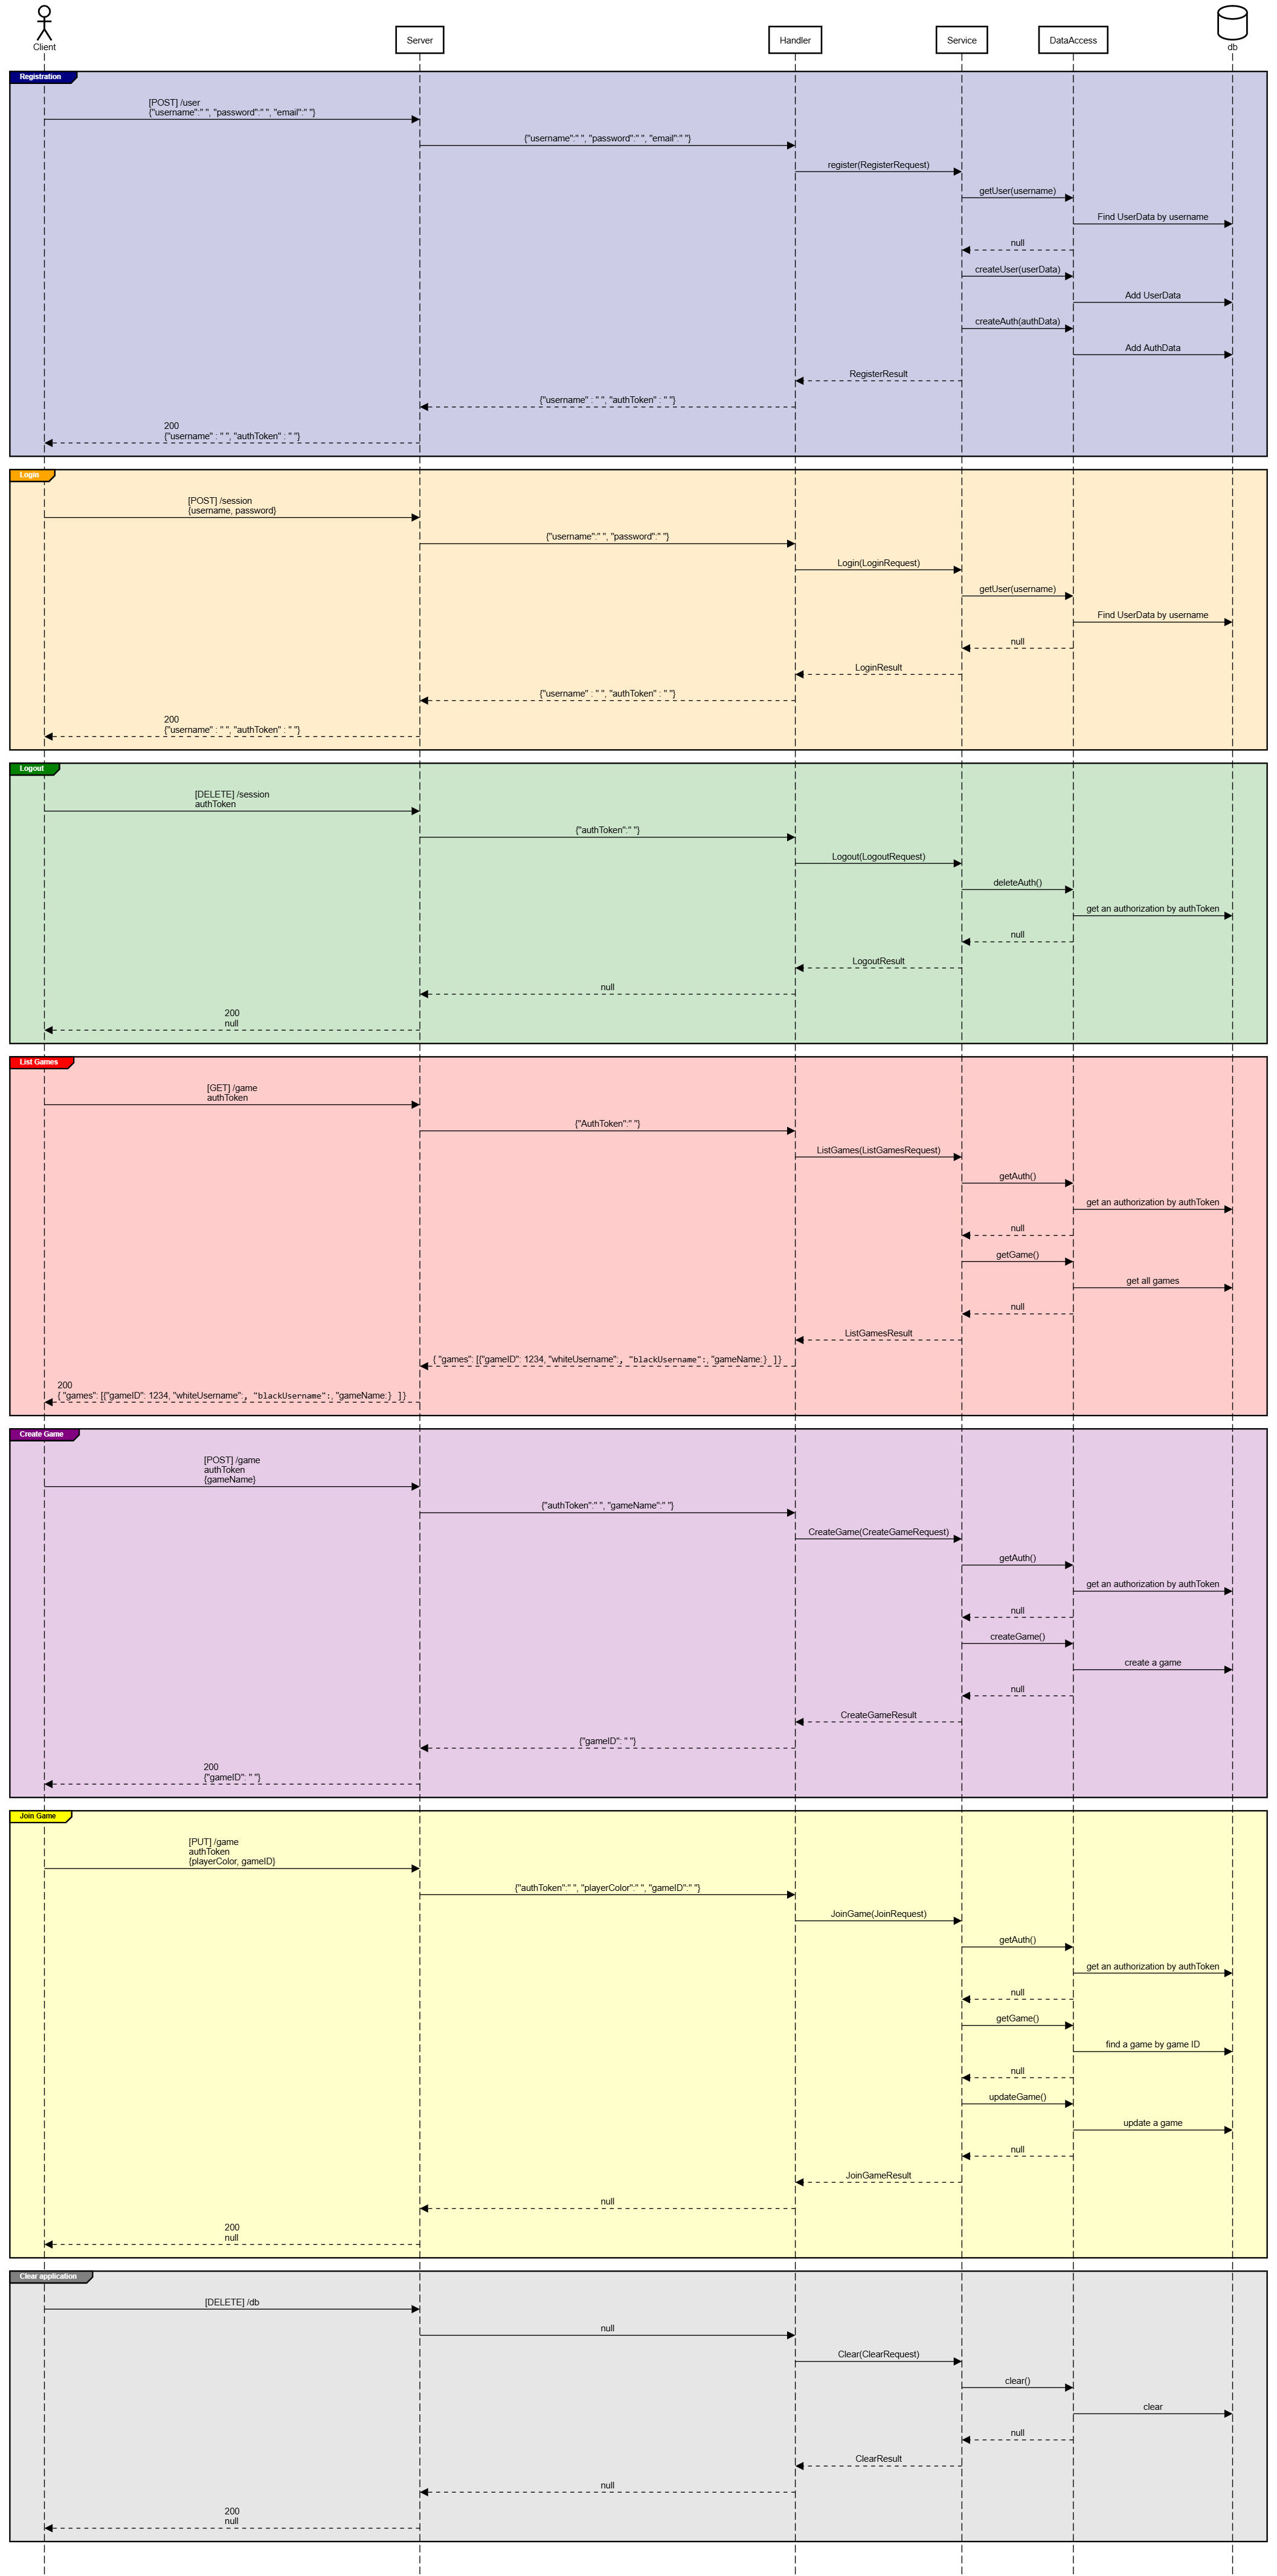 Client
Server
Handler
Service
DataAccess
db
Registration
[POST] /user
{"username":" ", "password":" ", "email":" "}
{"username":" ", "password":" ", "email":" "}
register(RegisterRequest)
getUser(username)
Find UserData by username
null
createUser(userData)
Add UserData
createAuth(authData)
Add AuthData
RegisterResult
{"username" : " ", "authToken" : " "}
200
{"username" : " ", "authToken" : " "}
Login
[POST] /session
{username, password}
{"username":" ", "password":" "}
Login(LoginRequest)
getUser(username)
Find UserData by username
null
LoginResult
{"username" : " ", "authToken" : " "}
200
{"username" : " ", "authToken" : " "}
Logout
[DELETE] /session
authToken
{"authToken":" "}
Logout(LogoutRequest)
deleteAuth()
get an authorization by authToken
null
LogoutResult
null
200
null
List Games
[GET] /game
authToken
{"AuthToken":" "}
ListGames(ListGamesRequest)
getAuth()
get an authorization by authToken
null
getGame()
get all games
null
ListGamesResult
{ "games": [{"gameID": 1234, "whiteUsername":, "blackUsername":, "gameName:} ]}
200
{ "games": [{"gameID": 1234, "whiteUsername":, "blackUsername":, "gameName:} ]}
Create Game
[POST] /game
authToken
{gameName}
{"authToken":" ", "gameName":" "}
CreateGame(CreateGameRequest)
getAuth()
get an authorization by authToken
null
createGame()
create a game
null
CreateGameResult
{"gameID": " "}
200
{"gameID": " "}
Join Game
[PUT] /game
authToken
{playerColor, gameID}
{"authToken":" ", "playerColor":" ", "gameID":" "}
JoinGame(JoinRequest)
getAuth()
get an authorization by authToken
null
getGame()
find a game by game ID
null
updateGame()
update a game
null
JoinGameResult
null
200
null
Clear application
[DELETE] /db
null
Clear(ClearRequest)
clear()
clear
null
ClearResult
null
200
null